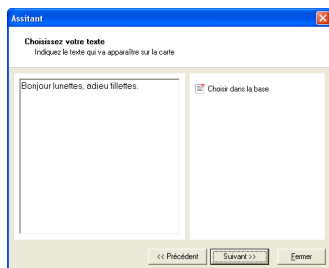 Assitant
Choisissez votre texte
Indiquez le texte qui va apparaître sur la carte
Bonjour lunettes, adieu fillettes.
Choisir dans la base
<< Précédent
Suivant >>
Fermer